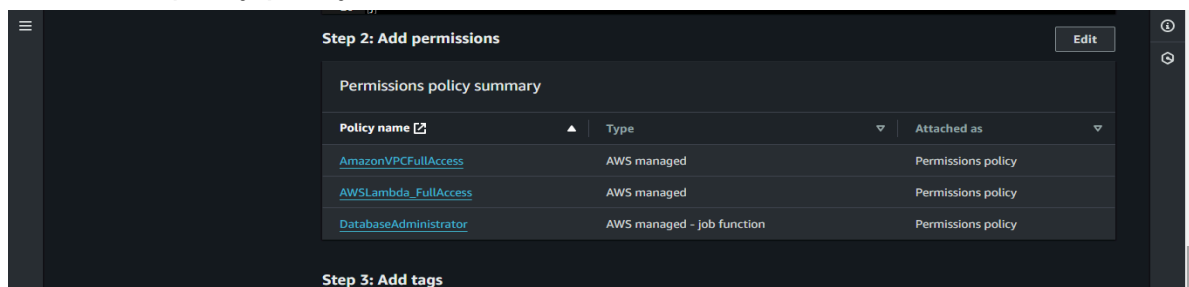 Step 2: Add permissions
Edit
Permissions policy summary
Policy name
Type
Attached as
AmazonVPCFullAccess
AWS managed
Permissions policy
AWSLambda_FullAccess
AWS managed
Permissions policy
DatabaseAdministrator
AWS managed - job function
Permissions policy
Step 3: Add tags